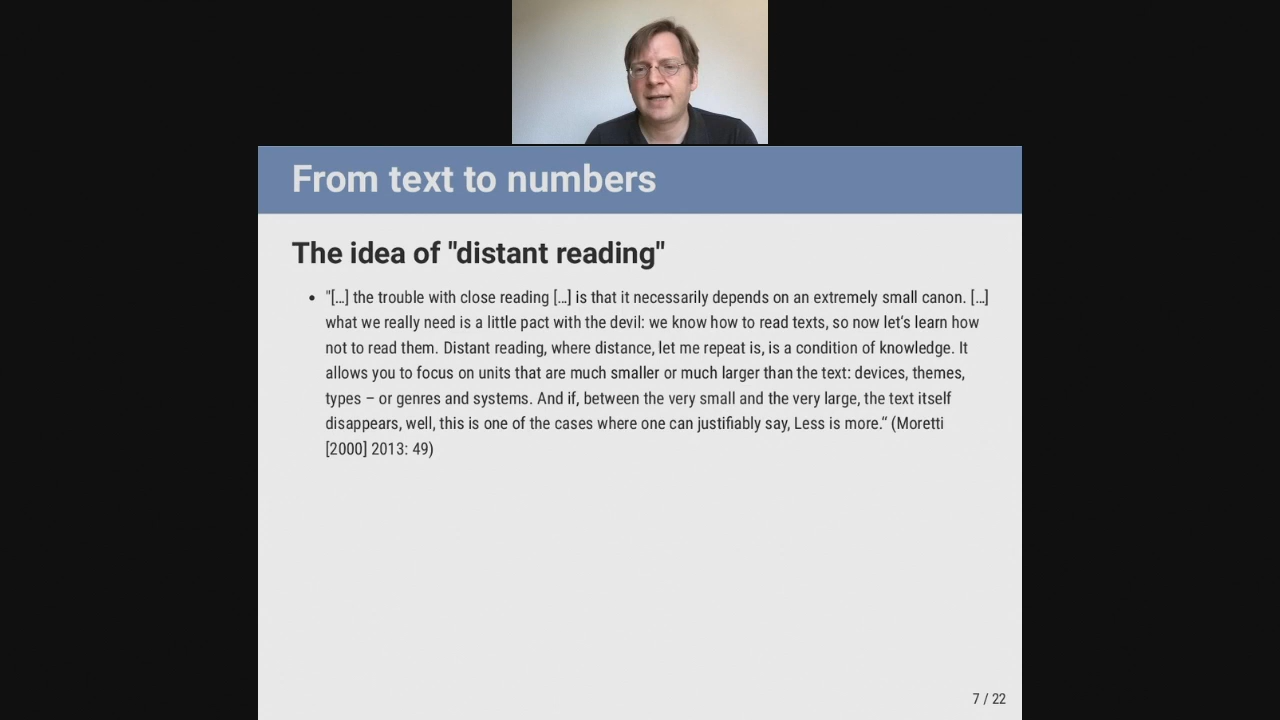 From text to numbers
The idea of "distant reading"
• "[...] the trouble with close reading [...] is that it necessarily depends on an extremely small canon. [...]
what we really need is a little pact with the devil: we know how to read texts, so now let‘s learn how
not to read them. Distant reading, where distance, let me repeat is, is a condition of knowledge. It
allows you to focus on units that are much smaller or much larger than the text: devices, themes,
types – or genres and systems. And if, between the very small and the very large, the text itself
disappears, well, this is one of the cases where one can justifiably say, Less is more.“ (Moretti
[2000] 2013: 49)
7 / 22